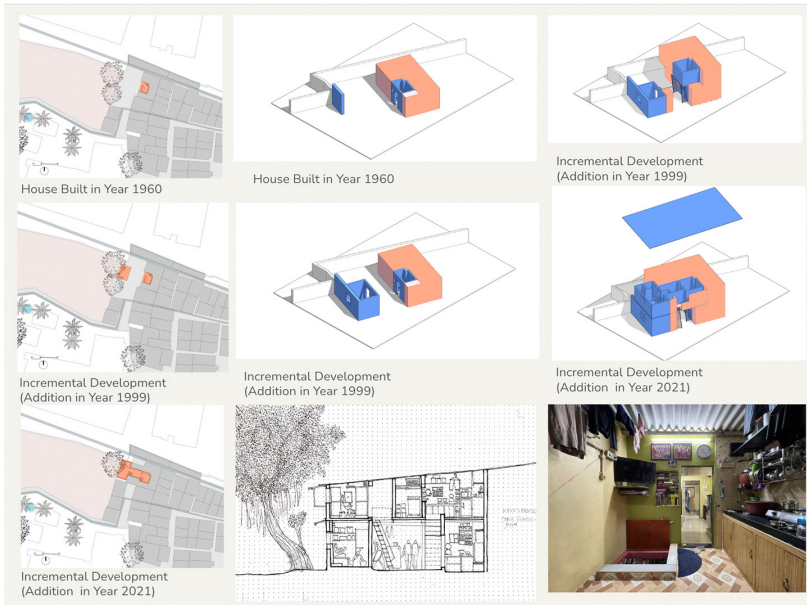 House Built in Year 1960
House Built in Year 1960
Incremental Development
(Addition in Year 1999)
Incremental Development
(Addition in Year 1999)
Incremental Development
(Addition in Year 1999)
Incremental Development
(Addition  in Year 2021)
Incremental Development
(Addition  in Year 2021)